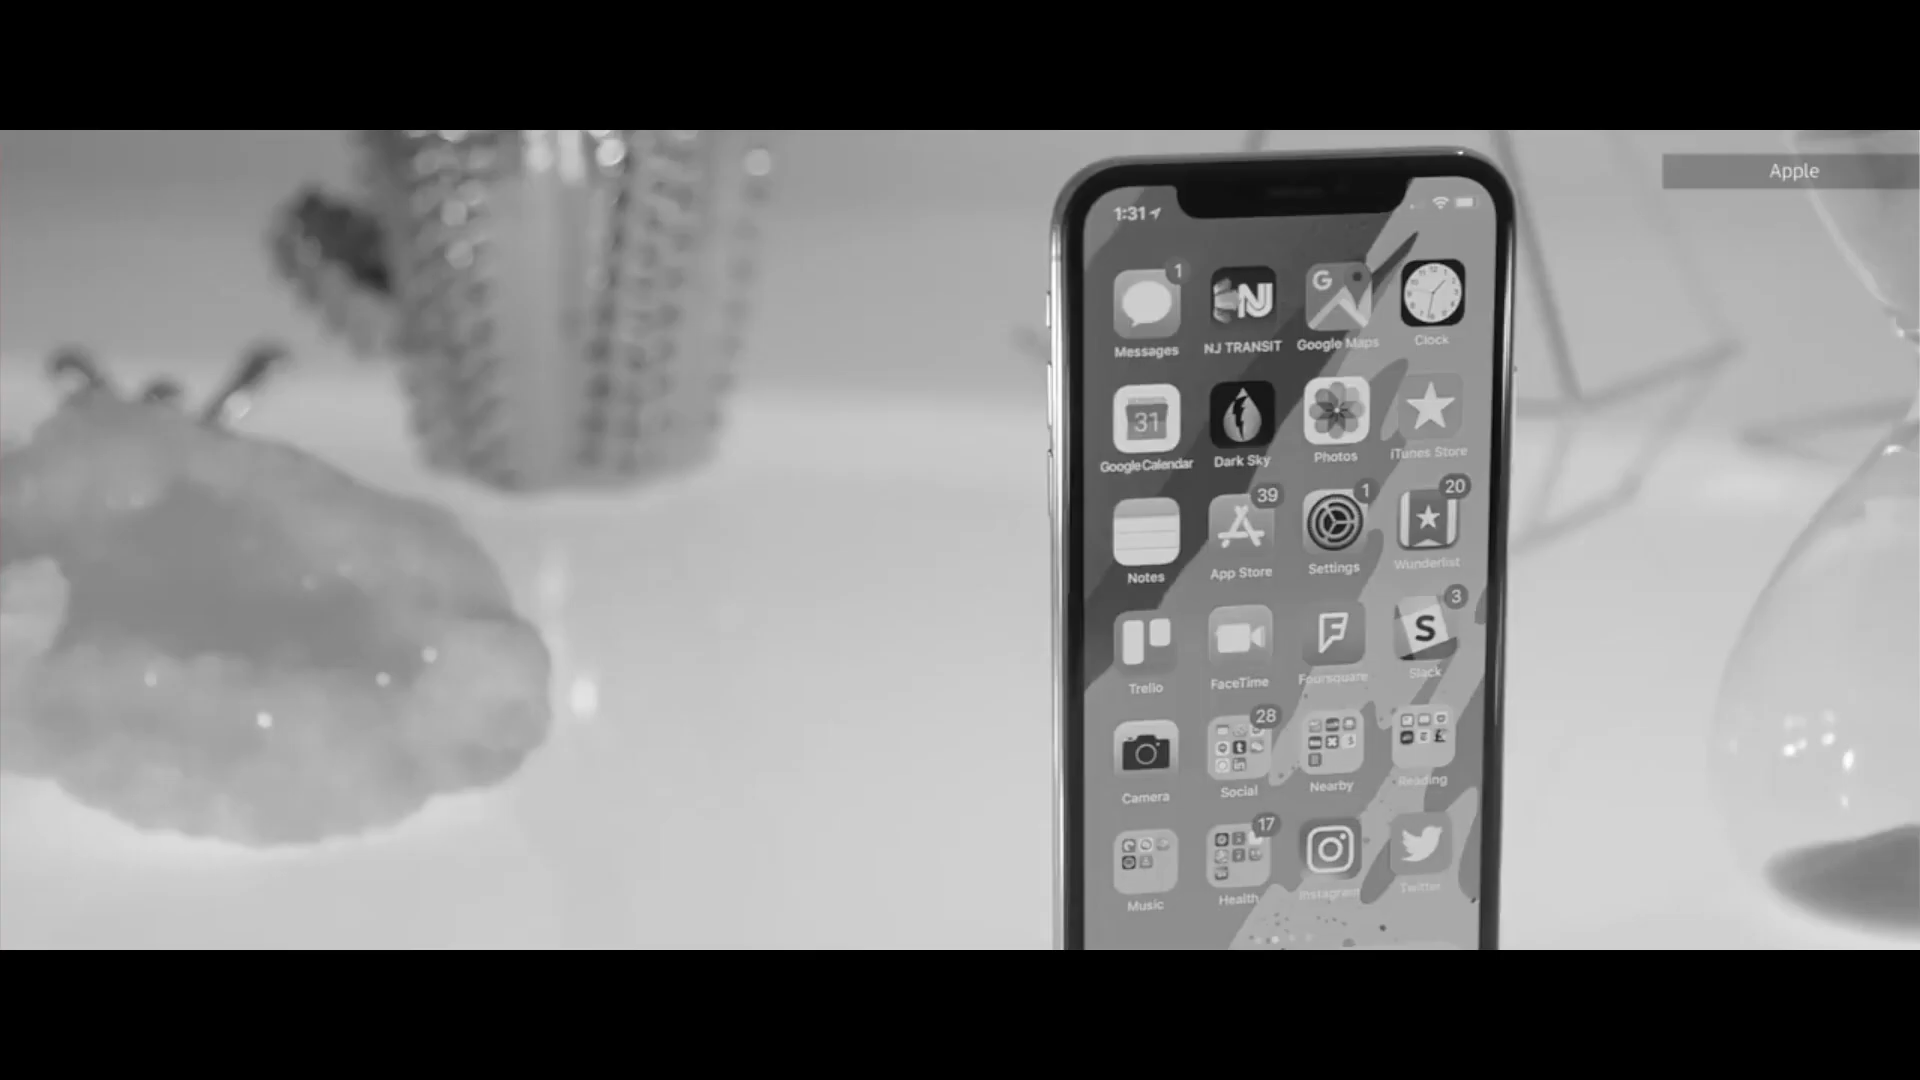 Apple
1:31
1
Messages
NJ TRANSIT
Google Maps
Clock
31
Google Calendar
Dark Sky
Photos
iTunes Store
39
1
20
Notes
App Store
Settings
Wunderlist
3
S
Trello
FaceTime
Foursquare
Slack
28
Camera
Social
Nearby
Reading
17
Music
Health
Instagram
Twitter